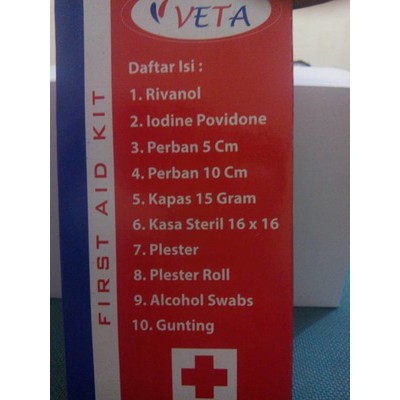 VETA
Daftar Isi :
1. Rivanol
2. Iodine Povidone
3. Perban 5 Cm
4. Perban 10 Cm
5. Kapas 15 Gram
6. Kasa Steril 16 x 16
7. Plester
8. Plester Roll
9. Alcohol Swabs
10. Gunting
FIRST AID KIT